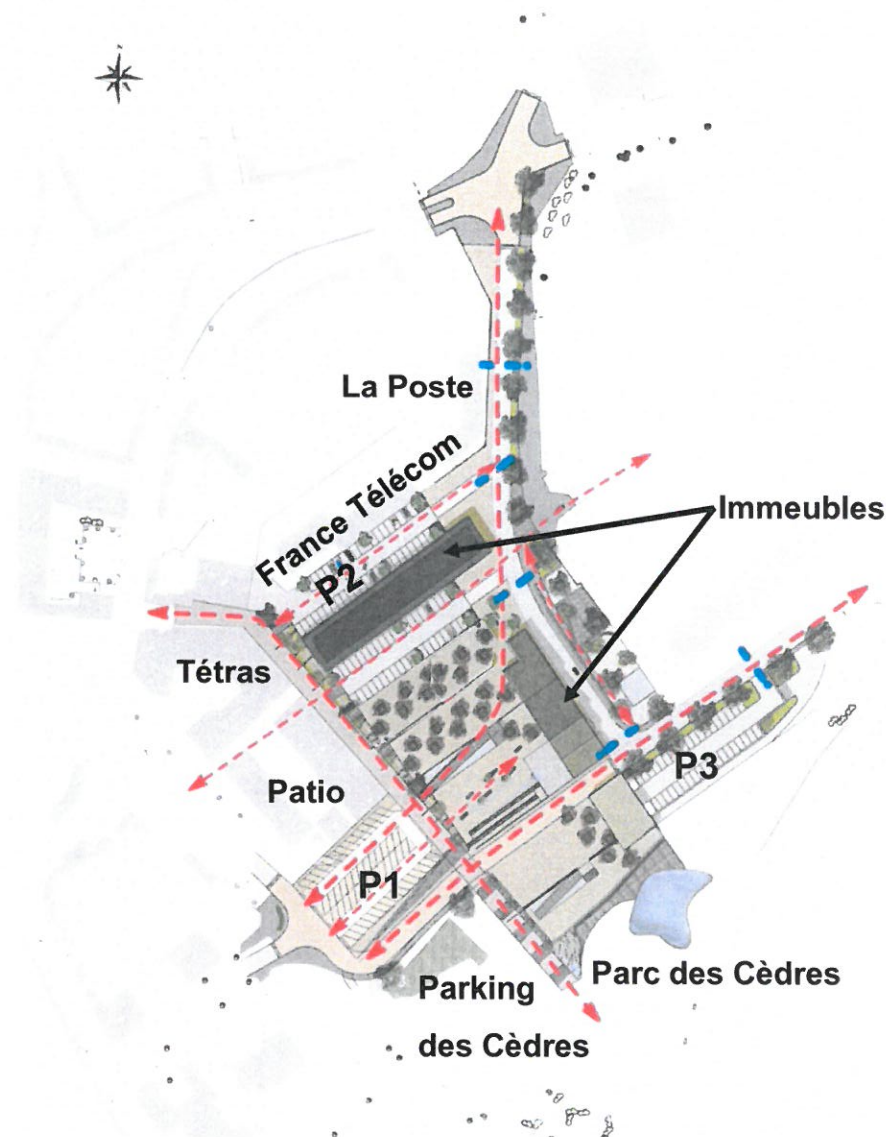 La Poste
France Télécom
Immeubles
P2
Tétras
Patio
P3
P1
Parc des Cèdres
Parking
des Cèdres